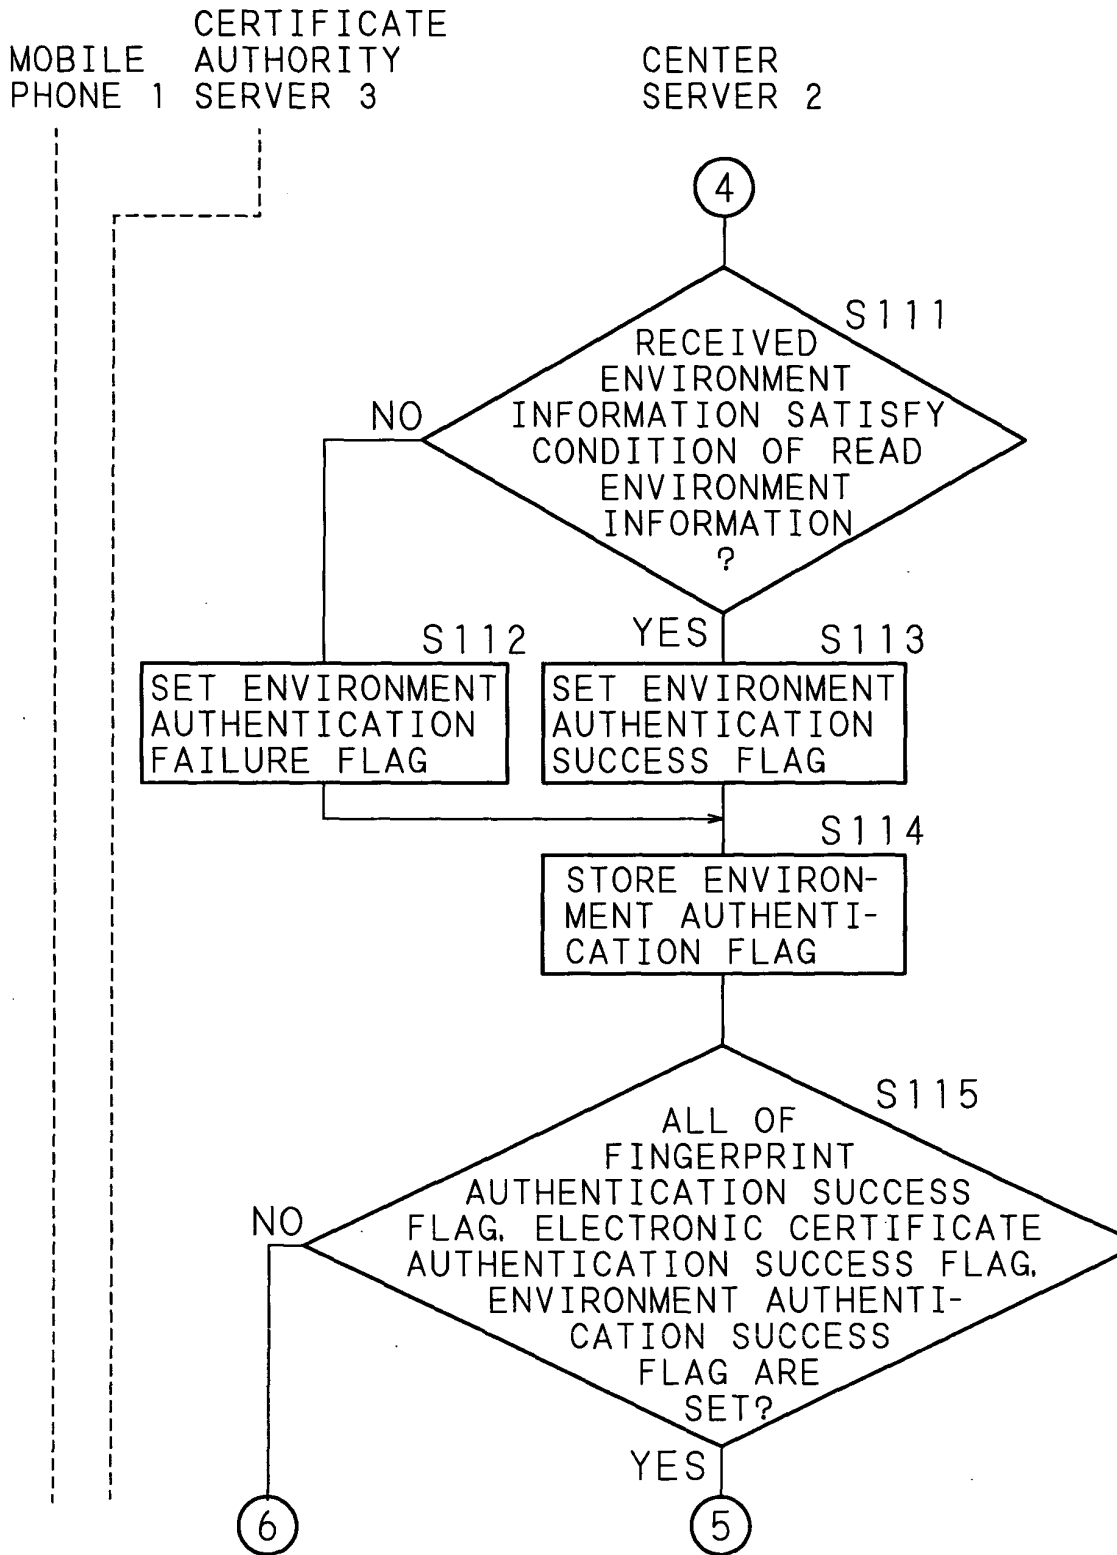 MOBILE
PHONE 1
CERTIFICATE
AUTHORITY
SERVER 3
CENTER
SERVER 2
4
S111
RECEIVED
ENVIRONMENT
INFORMATION SATISFY
CONDITION OF READ
ENVIRONMENT
INFORMATION
?
NO
YES
S112
SET ENVIRONMENT
AUTHENTICATION
FAILURE FLAG
S113
SET ENVIRONMENT
AUTHENTICATION
SUCCESS FLAG
S114
STORE ENVIRON-
MENT AUTHENTI-
CATION FLAG
S115
ALL OF
FINGERPRINT
AUTHENTICATION SUCCESS
FLAG, ELECTRONIC CERTIFICATE
AUTHENTICATION SUCCESS FLAG,
ENVIRONMENT AUTHENTI-
CATION SUCCESS
FLAG ARE
SET?
NO
YES
6
5